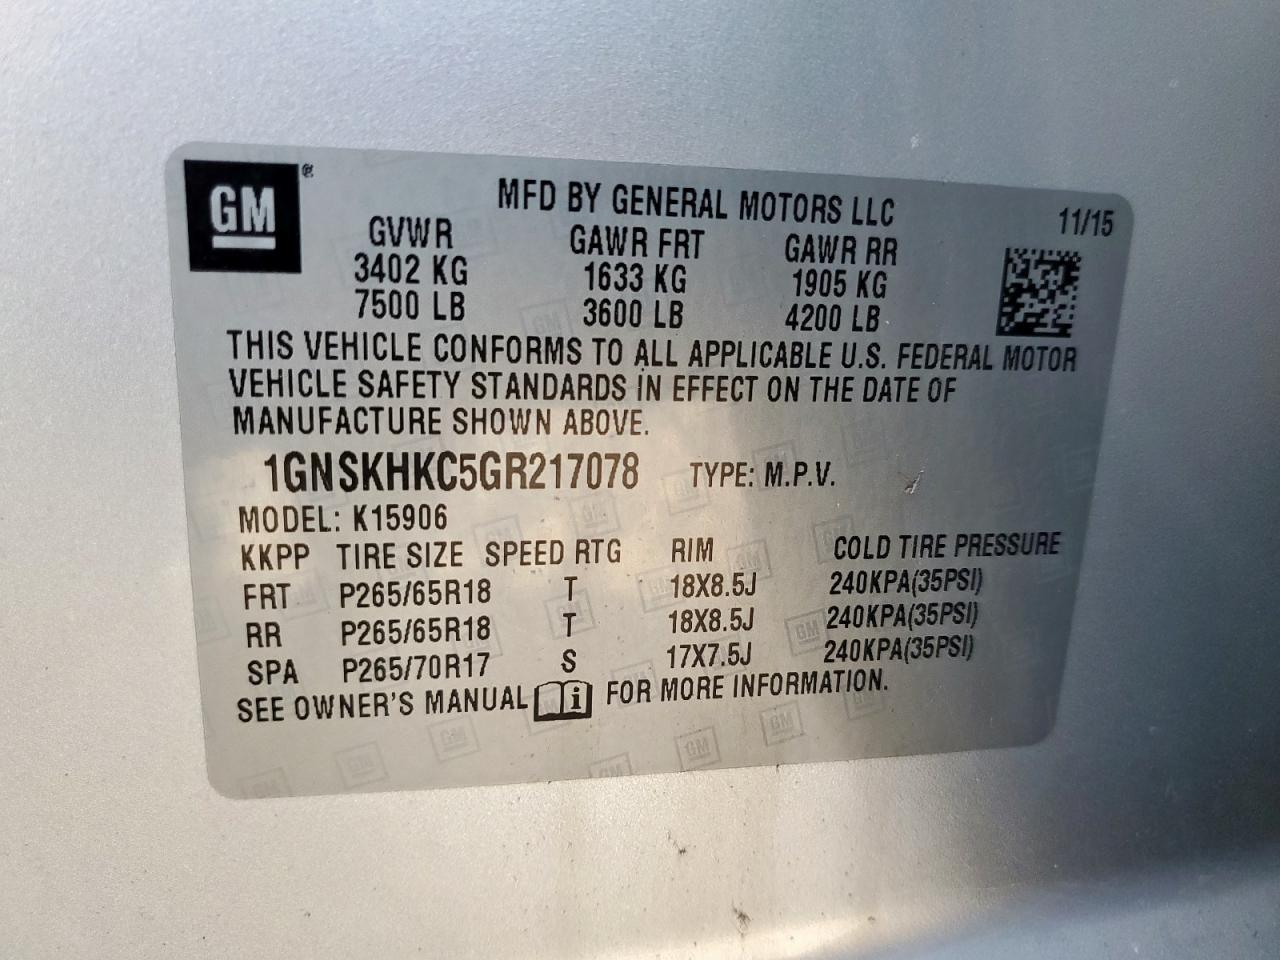 GM ®
MFD BY GENERAL MOTORS LLC 11/15
GVWR GAWR FRT GAWR RR
3402 KG 1633 KG 1905 KG
7500 LB 3600 LB 4200 LB
THIS VEHICLE CONFORMS TO ALL APPLICABLE U.S. FEDERAL MOTOR
VEHICLE SAFETY STANDARDS IN EFFECT ON THE DATE OF
MANUFACTURE SHOWN ABOVE.
1GNSKHKC5GR217078 TYPE: M.P.V.
MODEL: K15906
KKPP TIRE SIZE SPEED RTG RIM COLD TIRE PRESSURE
FRT P265/65R18 T 18X8.5J 240KPA(35PSI)
RR P265/65R18 T 18X8.5J 240KPA(35PSI)
SPA P265/70R17 S 17X7.5J 240KPA(35PSI)
SEE OWNER'S MANUAL i FOR MORE INFORMATION.